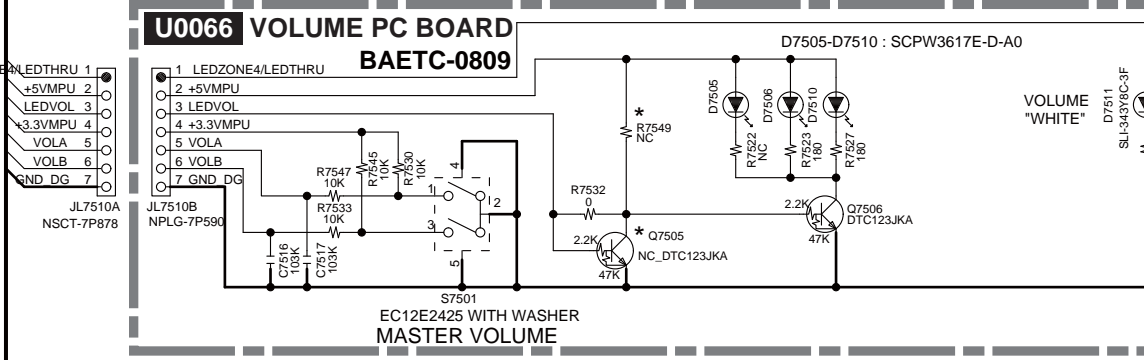 U0066 VOLUME PC BOARD
BAETC-0809
D7505-D7510 : SCPW3617E-D-A0
E4/LEDTHRU 1
+5VMPU 2
LEDVOL 3
+3.3VMPU 4
VOLA 5
VOLB 6
GND_DG 7
JL7510A
NSCT-7P878
1 LEDZONE4/LEDTHRU
2 +5VMPU
3 LEDVOL
4 +3.3VMPU
5 VOLA
6 VOLB
7 GND_DG
JL7510B
NPLG-7P590
R7547
10K
R7533
10K
R7545
10K
R7530
10K
C7516
103K
C7517
103K
4
1
2
3
5
S7501
EC12E2425 WITH WASHER
MASTER VOLUME
*
R7549
NC
R7532
0
2.2K
47K
* Q7505
NC_DTC123JKA
D7505
D7506
D7510
R7522
NC
R7523
180
R7527
180
2.2K
47K
Q7506
DTC123JKA
VOLUME
"WHITE"
D7511
SLI-343Y8C-3F